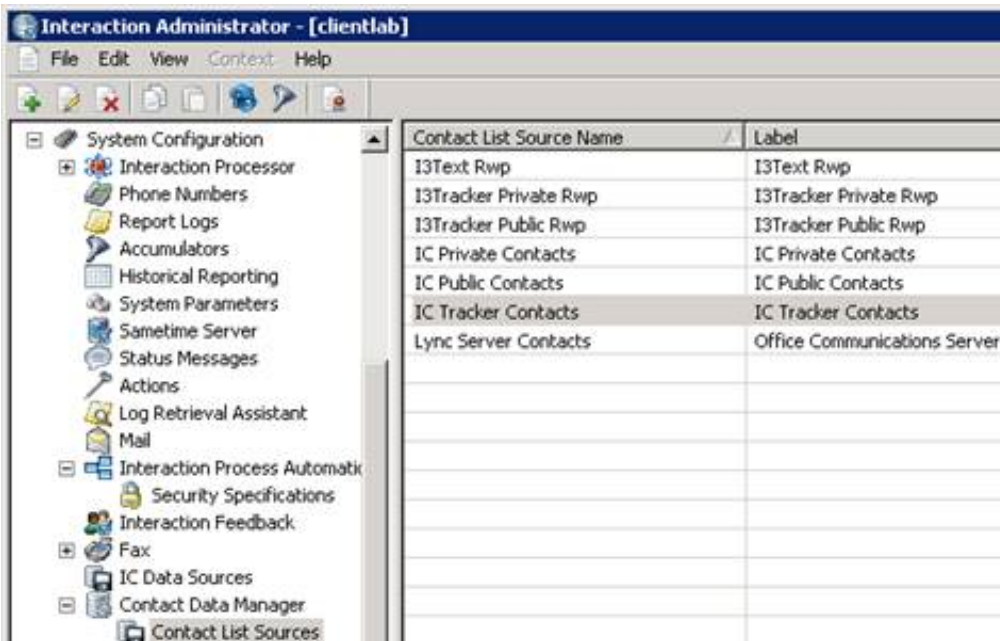 Interaction Administrator - [clientlab]
File Edit View Context Help
System Configuration
Interaction Processor
Phone Numbers
Report Logs
Accumulators
Historical Reporting
System Parameters
Sametime Server
Status Messages
Actions
Log Retrieval Assistant
Mail
Interaction Process Automatic
Security Specifications
Interaction Feedback
Fax
IC Data Sources
Contact Data Manager
Contact List Sources
Contact List Source Name Label
I3Text Rwp I3Text Rwp
I3Tracker Private Rwp I3Tracker Private Rwp
I3Tracker Public Rwp I3Tracker Public Rwp
IC Private Contacts IC Private Contacts
IC Public Contacts IC Public Contacts
IC Tracker Contacts IC Tracker Contacts
Lync Server Contacts Office Communications Server